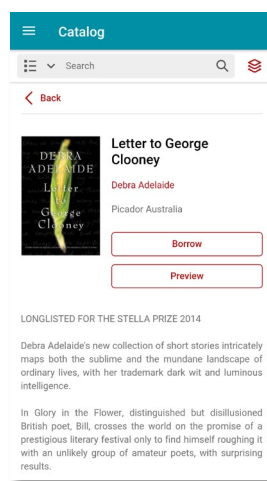 Catalog
Search
Back
DEBRA
ADELAIDE
Letter
to
George
Clooney
Letter to George
Clooney
Debra Adelaide
Picador Australia
Borrow
Preview
LONGLISTED FOR THE STELLA PRIZE 2014
Debra Adelaide's new collection of short stories intricately
maps both the sublime and the mundane landscape of
ordinary lives, with her trademark dark wit and luminous
intelligence.
In Glory in the Flower, distinguished but disillusioned
British poet, Bill, crosses the world on the promise of a
prestigious literary festival only to find himself roughing it
with an unlikely group of amateur poets, with surprising
results.